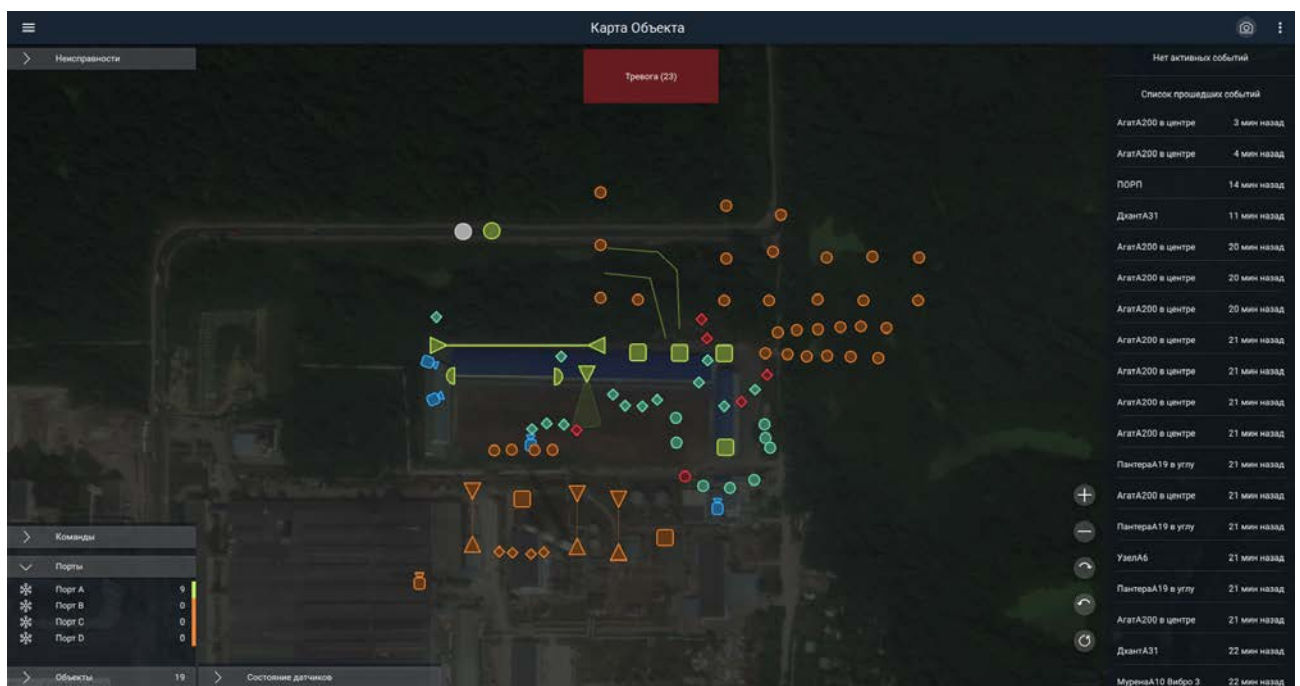 Карта Объекта
Неисправности
Тревога (23)
Нет активных событий
Список прошедших событий
АгатА200 в центре 3 мин назад
АгатА200 в центре 4 мин назад
ПОРП 14 мин назад
ДхантА31 11 мин назад
АгатА200 в центре 20 мин назад
АгатА200 в центре 20 мин назад
АгатА200 в центре 20 мин назад
АгатА200 в центре 21 мин назад
АгатА200 в центре 21 мин назад
АгатА200 в центре 21 мин назад
АгатА200 в центре 21 мин назад
ПантераА19 в углу 21 мин назад
АгатА200 в центре 21 мин назад
ПантераА19 в углу 21 мин назад
УзелА6 21 мин назад
ПантераА19 в углу 21 мин назад
АгатА200 в центре 21 мин назад
ДхантА31 22 мин назад
МуренаА10 Вибро 3 22 мин назад
Команды
Порты
Порт A 9
Порт B 0
Порт C 0
Порт D 0
Объекты 19
Состояние датчиков